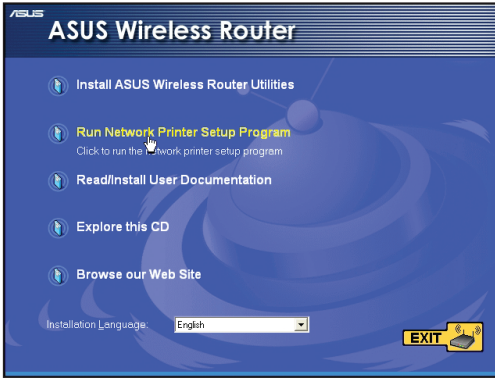 ASUS
ASUS Wireless Router
Install ASUS Wireless Router Utilities
Run Network Printer Setup Program
Click to run the network printer setup program
Read/Install User Documentation
Explore this CD
Browse our Web Site
Installation Language: English
EXIT